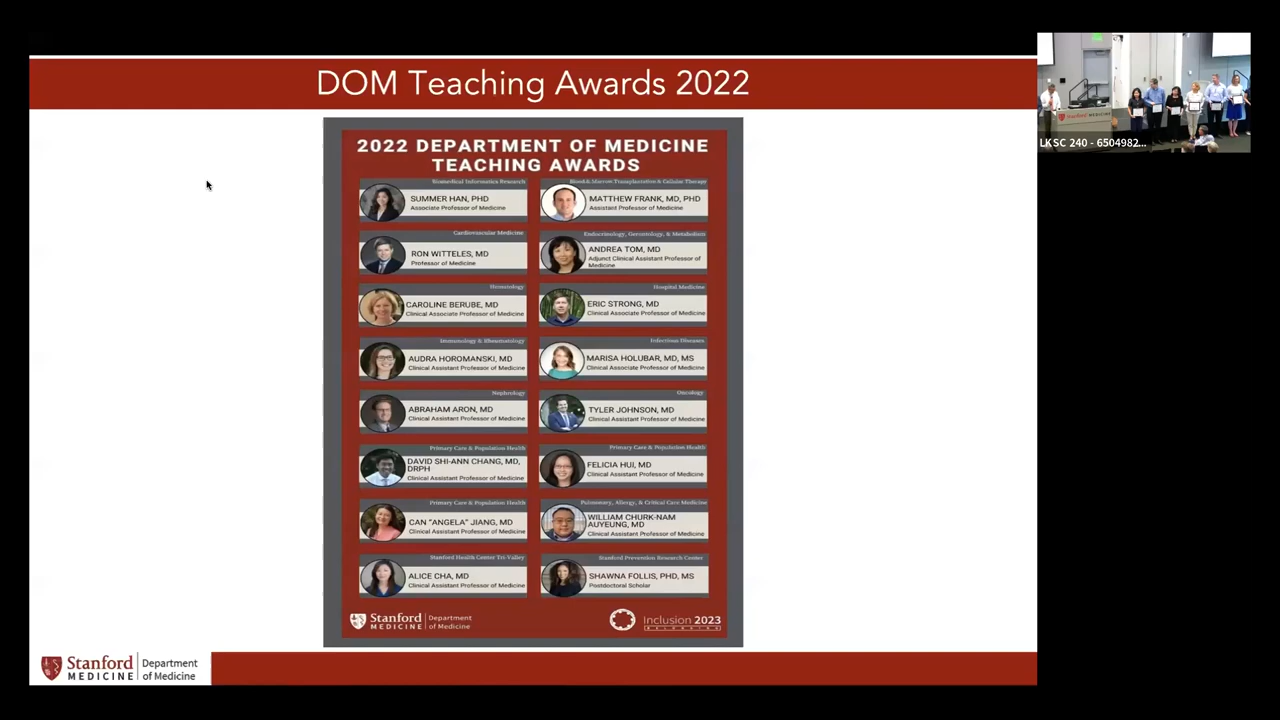 DOM Teaching Awards 2022
2022 DEPARTMENT OF MEDICINE
TEACHING AWARDS
Biomedical Informatics Research
SUMMER HAN, PHD
Associate Professor of Medicine
Blood & Marrow Transplantation & Cellular Therapy
MATTHEW FRANK, MD, PHD
Assistant Professor of Medicine
Cardiovascular Medicine
RON WITTELES, MD
Professor of Medicine
Endocrinology, Gerontology, & Metabolism
ANDREA TOM, MD
Adjunct Clinical Assistant Professor of
Medicine
Hematology
CAROLINE BERUBE, MD
Clinical Associate Professor of Medicine
Hospital Medicine
ERIC STRONG, MD
Clinical Associate Professor of Medicine
Immunology & Rheumatology
AUDRA HOROMANSKI, MD
Clinical Assistant Professor of Medicine
Infectious Diseases
MARISA HOLUBAR, MD, MS
Clinical Associate Professor of Medicine
Nephrology
ABRAHAM ARON, MD
Clinical Assistant Professor of Medicine
Oncology
TYLER JOHNSON, MD
Clinical Assistant Professor of Medicine
Primary Care & Population Health
DAVID SHI-ANN CHANG, MD,
DRPH
Clinical Assistant Professor of Medicine
Primary Care & Population Health
FELICIA HUI, MD
Clinical Assistant Professor of Medicine
Primary Care & Population Health
CAN "ANGELA" JIANG, MD
Clinical Assistant Professor of Medicine
Pulmonary, Allergy, & Critical Care Medicine
WILLIAM CHURK-NAM
AUYEUNG, MD
Clinical Assistant Professor of Medicine
Stanford Health Center Tri-Valley
ALICE CHA, MD
Clinical Assistant Professor of Medicine
Stanford Prevention Research Center
SHAWNA FOLLIS, PHD, MS
Postdoctoral Scholar
Stanford
MEDICINE
Department
of Medicine
Inclusion 2023
BELONGING
Stanford
MEDICINE
Department
of Medicine
Stanford
LKSC 240 - 6504982...